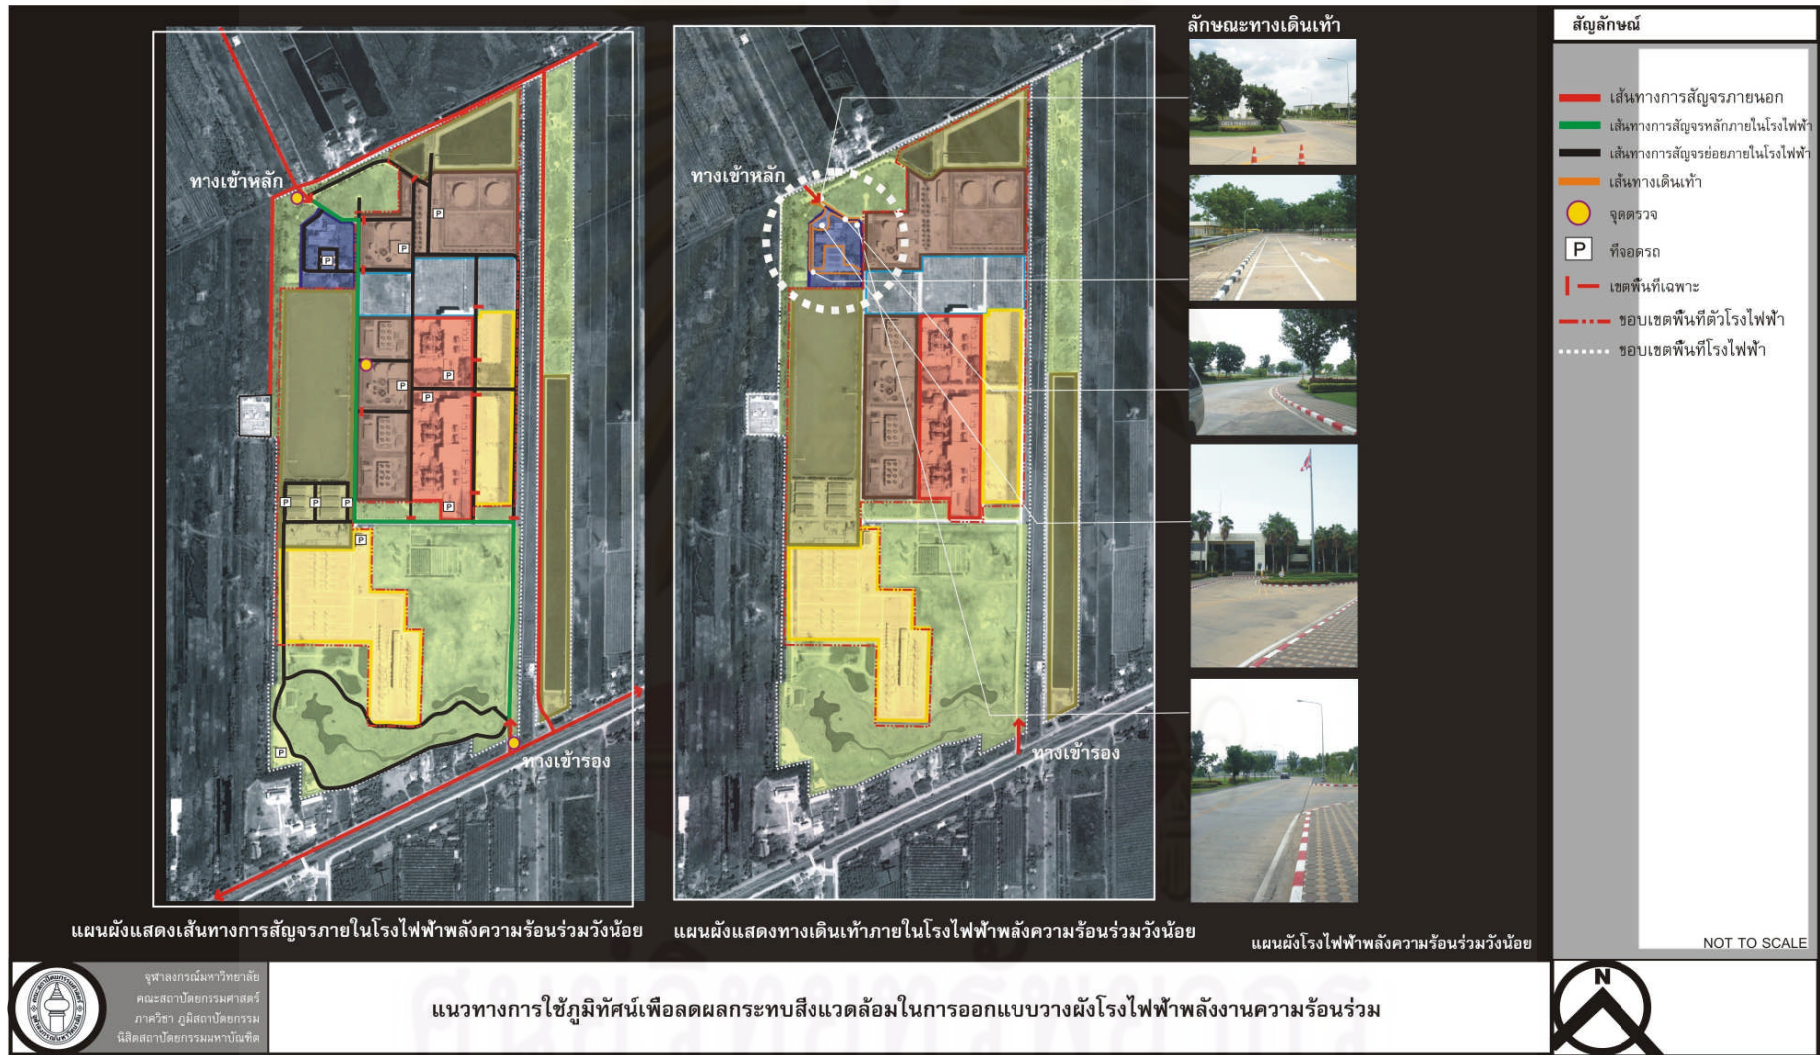 ลักษณะทางเดินเท้า
สัญลักษณ์
เส้นทางการสัญจรภายนอก
เส้นทางการสัญจรหลักภายในโรงไฟฟ้า
เส้นทางการสัญจรย่อยภายในโรงไฟฟ้า
เส้นทางเดินเท้า
จุดตรวจ
P ที่จอดรถ
เขตพื้นที่เฉพาะ
ขอบเขตพื้นที่ตัวโรงไฟฟ้า
ขอบเขตพื้นที่โรงไฟฟ้า
ทางเข้าหลัก
P
P
P
P
P
P
P
P
P
P
P
P
ทางเข้ารอง
ทางเข้าหลัก
ทางเข้ารอง
แผนผังแสดงเส้นทางการสัญจรภายในโรงไฟฟ้าพลังความร้อนร่วมวังน้อย
แผนผังแสดงทางเดินเท้าภายในโรงไฟฟ้าพลังความร้อนร่วมวังน้อย
แผนผังโรงไฟฟ้าพลังความร้อนร่วมวังน้อย
NOT TO SCALE
จุฬาลงกรณ์มหาวิทยาลัย
คณะสถาปัตยกรรมศาสตร์
ภาควิชา ภูมิสถาปัตยกรรม
นิสิตสถาปัตยกรรมมหาบัณฑิต
แนวทางการใช้ภูมิทัศน์เพื่อลดผลกระทบสิ่งแวดล้อมในการออกแบบวางผังโรงไฟฟ้าพลังงานความร้อนร่วม
N